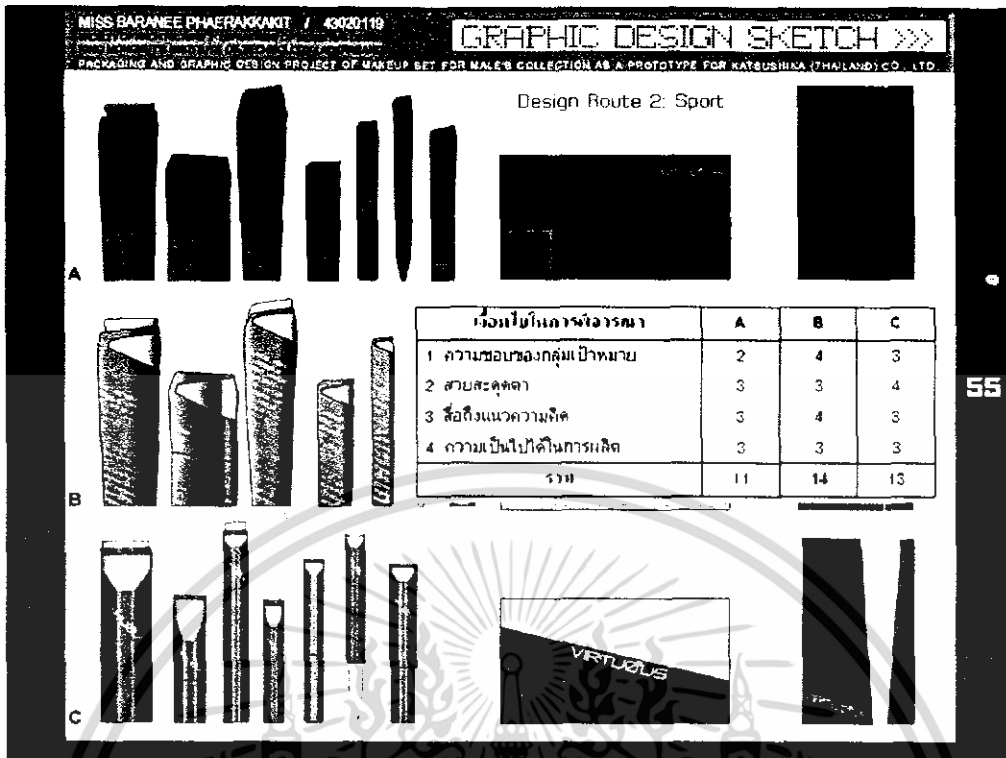 MISS BARANEE PHAERAKKAKIT / 43020119
GRAPHIC DESIGN SKETCH >>>
PACKAGING AND GRAPHIC DESIGN PROJECT OF MAKEUP SET FOR MALE'S COLLECTION AS A PROTOTYPE FOR KATSUSHIKA (THAILAND) CO., LTD.
Design Route 2: Sport
A
เงื่อนไขในการพิจารณา A B C
1 ความชอบของกลุ่มเป้าหมาย 2 4 3
2 สวยสะดุดตา 3 3 4
3 สื่อถึงแนวความคิด 3 4 3
4 ความเป็นไปได้ในการผลิต 3 3 3
รวม 11 14 13
55
B
VIRTUØUS
C